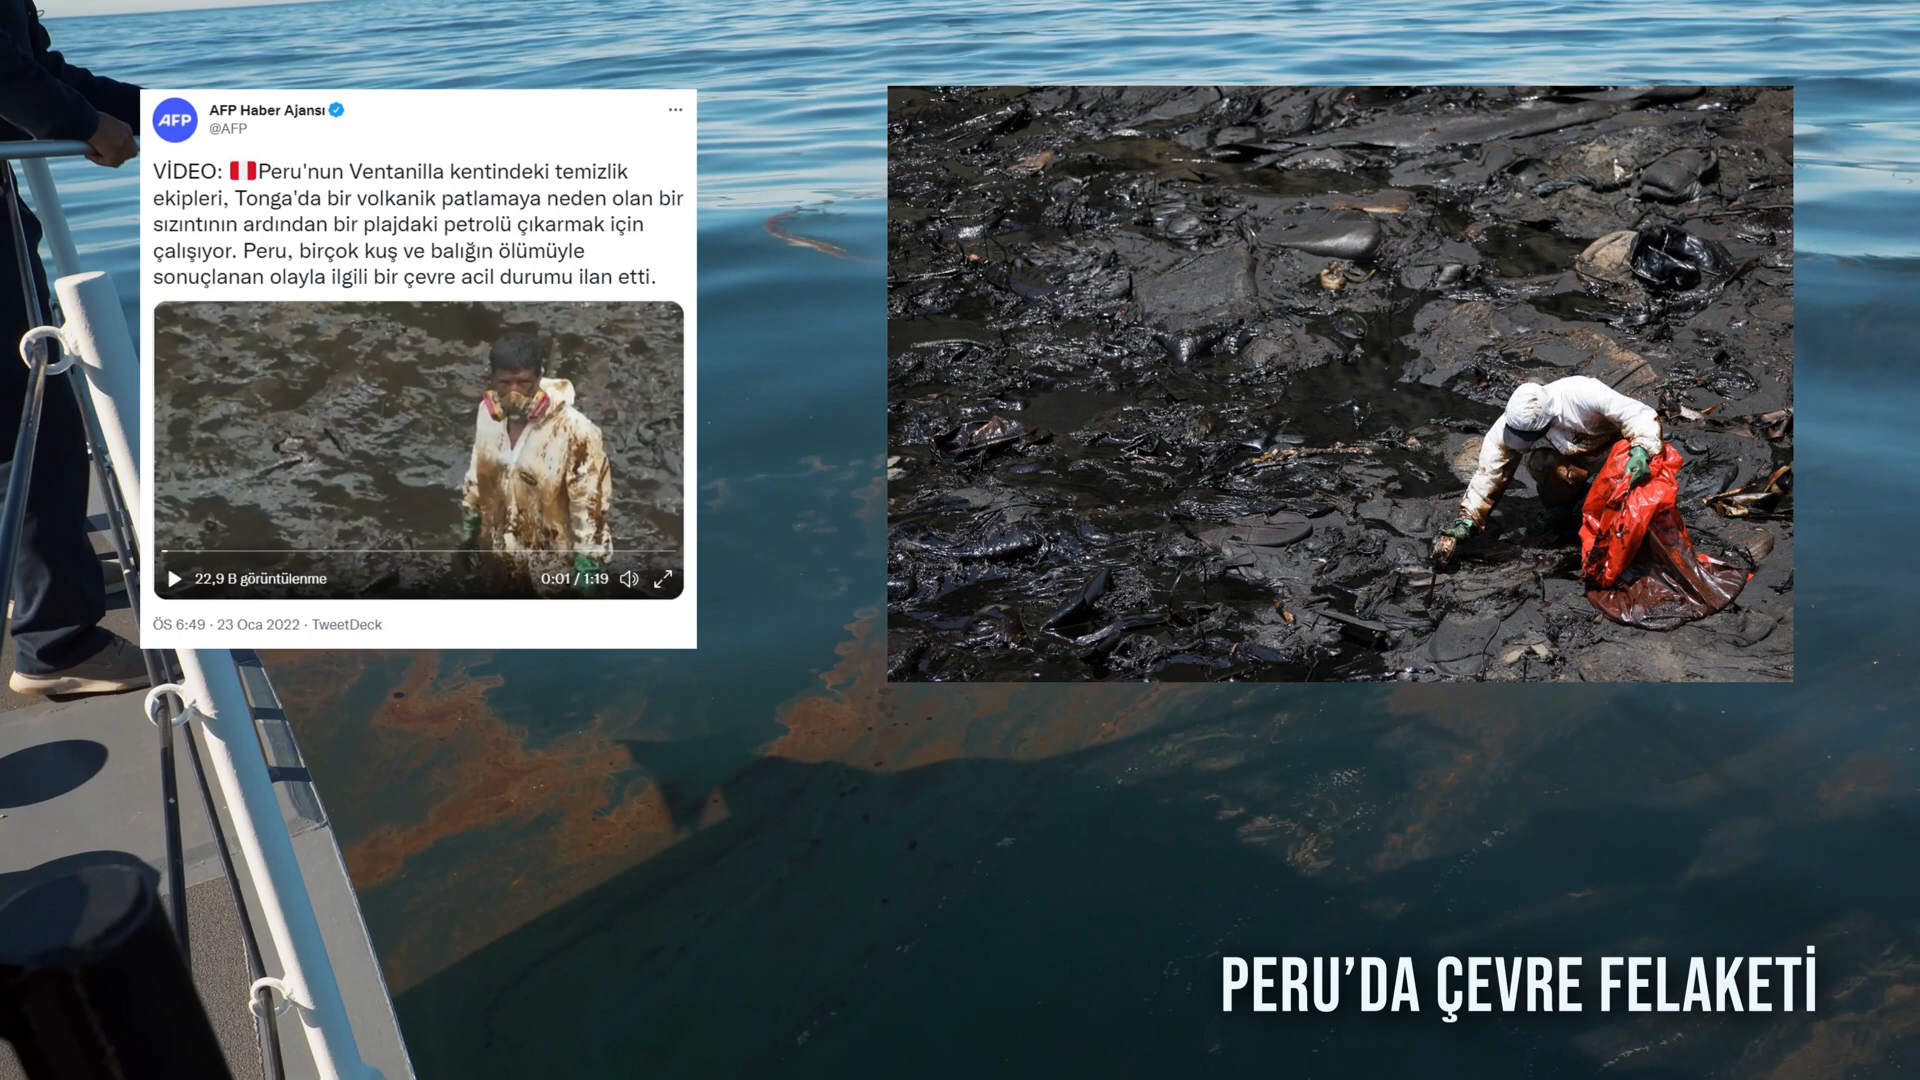 AFP
AFP Haber Ajansı
@AFP
VİDEO: Peru'nun Ventanilla kentindeki temizlik
ekipleri, Tonga'da bir volkanik patlamaya neden olan bir
sızıntının ardından bir plajdaki petrolü çıkarmak için
çalışıyor. Peru, birçok kuş ve balığın ölümüyle
sonuçlanan olayla ilgili bir çevre acil durumu ilan etti.
22,9 B görüntülenme
0:01 / 1:19
ÖS 6:49 · 23 Oca 2022 · TweetDeck
PERU’DA ÇEVRE FELAKETİ